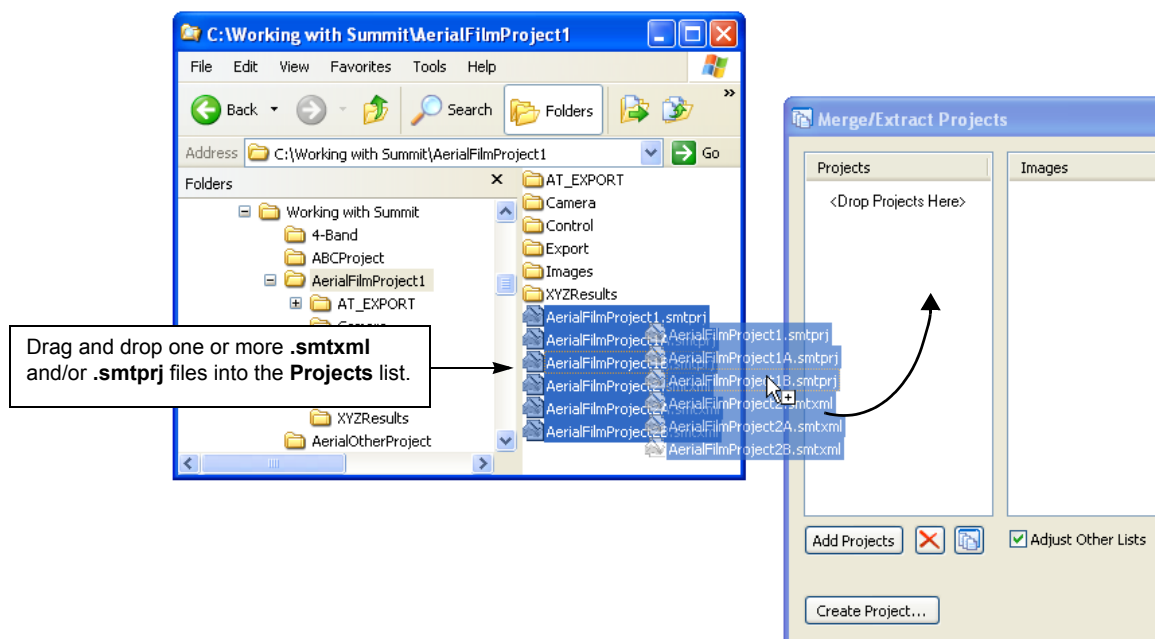 C:\Working with Summit\AerialFilmProject1
File Edit View Favorites Tools Help
Back Search Folders »
Address C:\Working with Summit\AerialFilmProject1 Go
Folders x
Working with Summit
4-Band
ABCProject
AerialFilmProject1
AT_EXPORT
XYZResults
AerialOtherProject
AT_EXPORT
Camera
Control
Export
Images
XYZResults
AerialFilmProject1.smtprj
AerialFilmProject1.smtprj
AerialFilmProject1A.smtprj
AerialFilmProject1B.smtprj
AerialFilmProject2.smtxml
AerialFilmProject2A.smtxml
AerialFilmProject2B.smtxml
Drag and drop one or more .smtxml
and/or .smtprj files into the Projects list.
Merge/Extract Projects
Projects
<Drop Projects Here>
Images
Add Projects
Adjust Other Lists
Create Project...